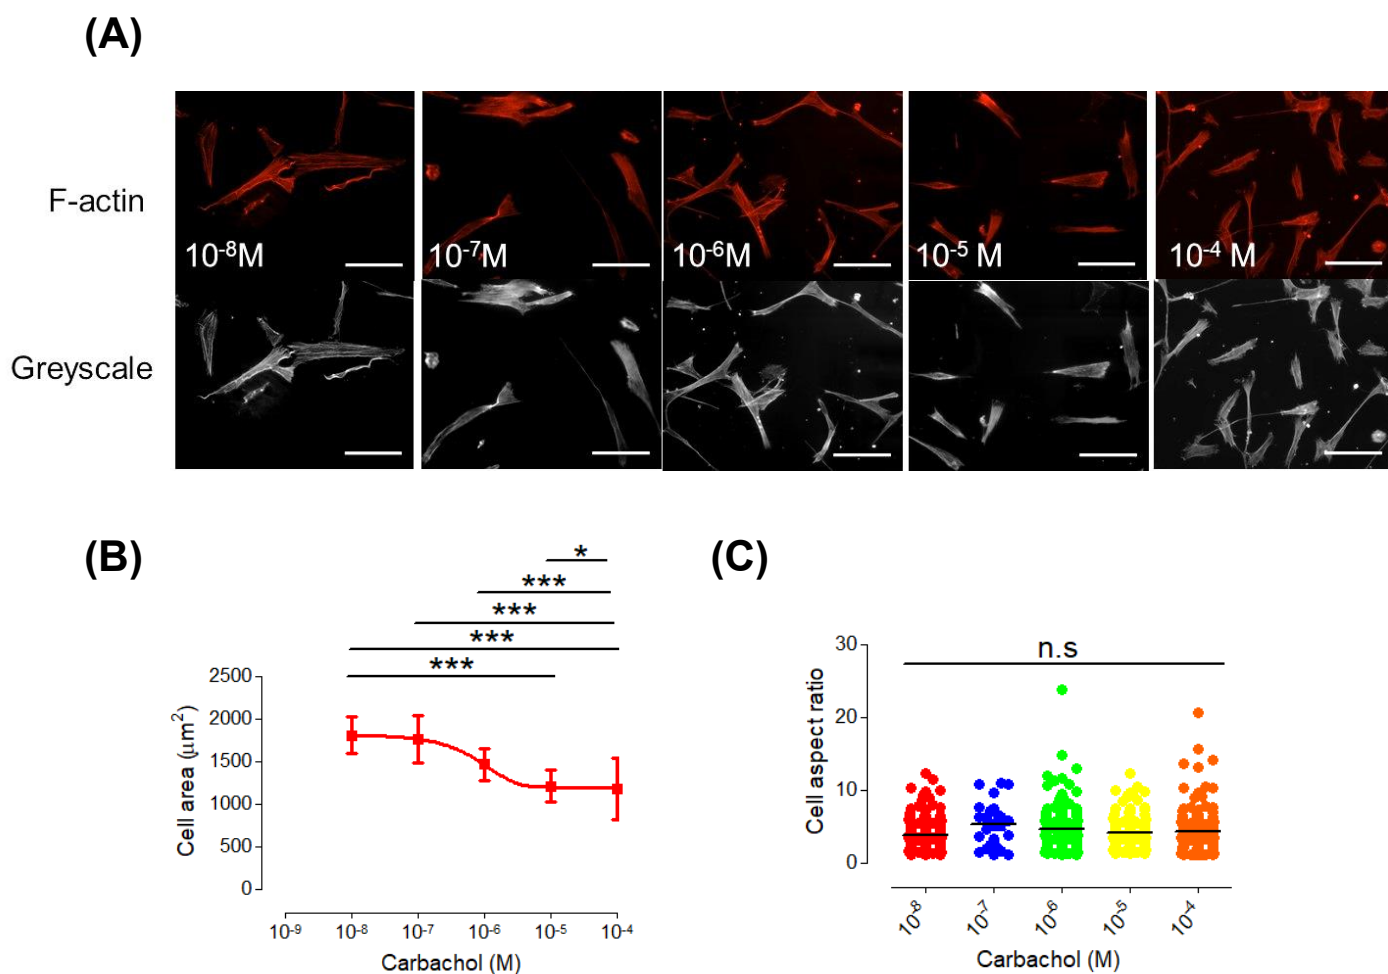 (A)
F-actin
10⁻⁸M
10⁻⁷M
10⁻⁶M
10⁻⁵ M
10⁻⁴ M
Greyscale
(B)
*
***
***
***
***
Cell area (μm²)
2500
2000
1500
1000
500
0
10⁻⁹ 10⁻⁸ 10⁻⁷ 10⁻⁶ 10⁻⁵ 10⁻⁴
Carbachol (M)
(C)
n.s
Cell aspect ratio
30
20
10
0
10⁻⁸ 10⁻⁷ 10⁻⁶ 10⁻⁵ 10⁻⁴
Carbachol (M)